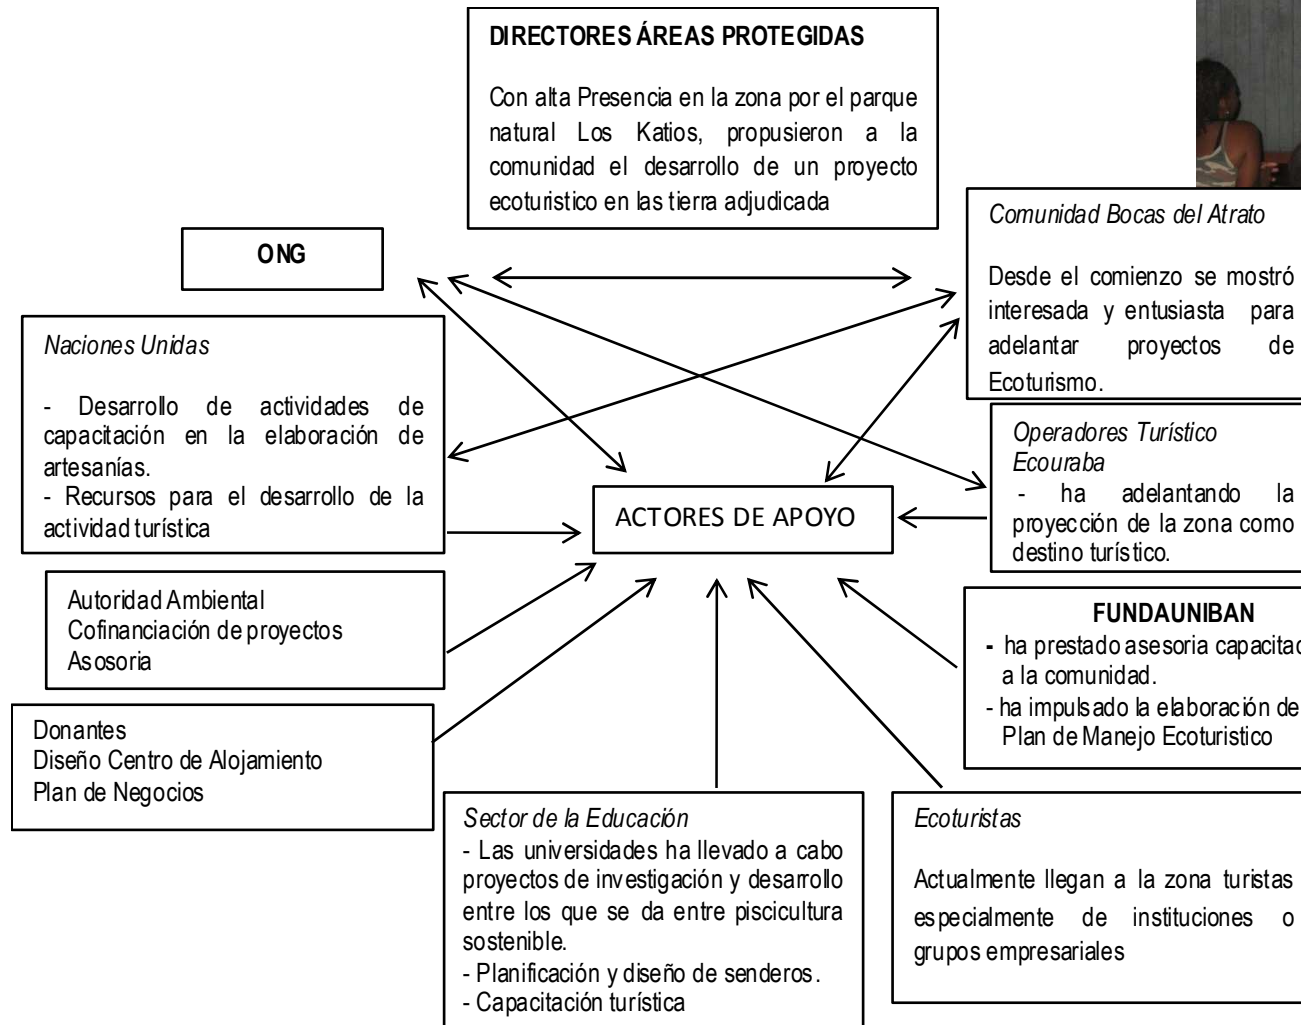 DIRECTORES ÁREAS PROTEGIDAS
Con alta Presencia en la zona por el parque
natural Los Katios, propusieron a la
comunidad el desarrollo de un proyecto
ecoturistico en las tierra adjudicada
ONG
Comunidad Bocas del Atrato
Desde el comienzo se mostró
interesada y entusiasta para
adelantar proyectos de
Ecoturismo.
Naciones Unidas
- Desarrollo de actividades de
capacitación en la elaboración de
artesanías.
- Recursos para el desarrollo de la
actividad turística
Operadores Turístico
Ecouraba
- ha adelantando la
proyección de la zona como
destino turístico.
ACTORES DE APOYO
Autoridad Ambiental
Cofinanciación de proyectos
Asosoria
FUNDAUNIBAN
- ha prestado asesoria capacitac
a la comunidad.
- ha impulsado la elaboración de
Plan de Manejo Ecoturistico
Donantes
Diseño Centro de Alojamiento
Plan de Negocios
Sector de la Educación
- Las universidades ha llevado a cabo
proyectos de investigación y desarrollo
entre los que se da entre piscicultura
sostenible.
- Planificación y diseño de senderos.
- Capacitación turística
Ecoturistas
Actualmente llegan a la zona turistas
especialmente de instituciones o
grupos empresariales